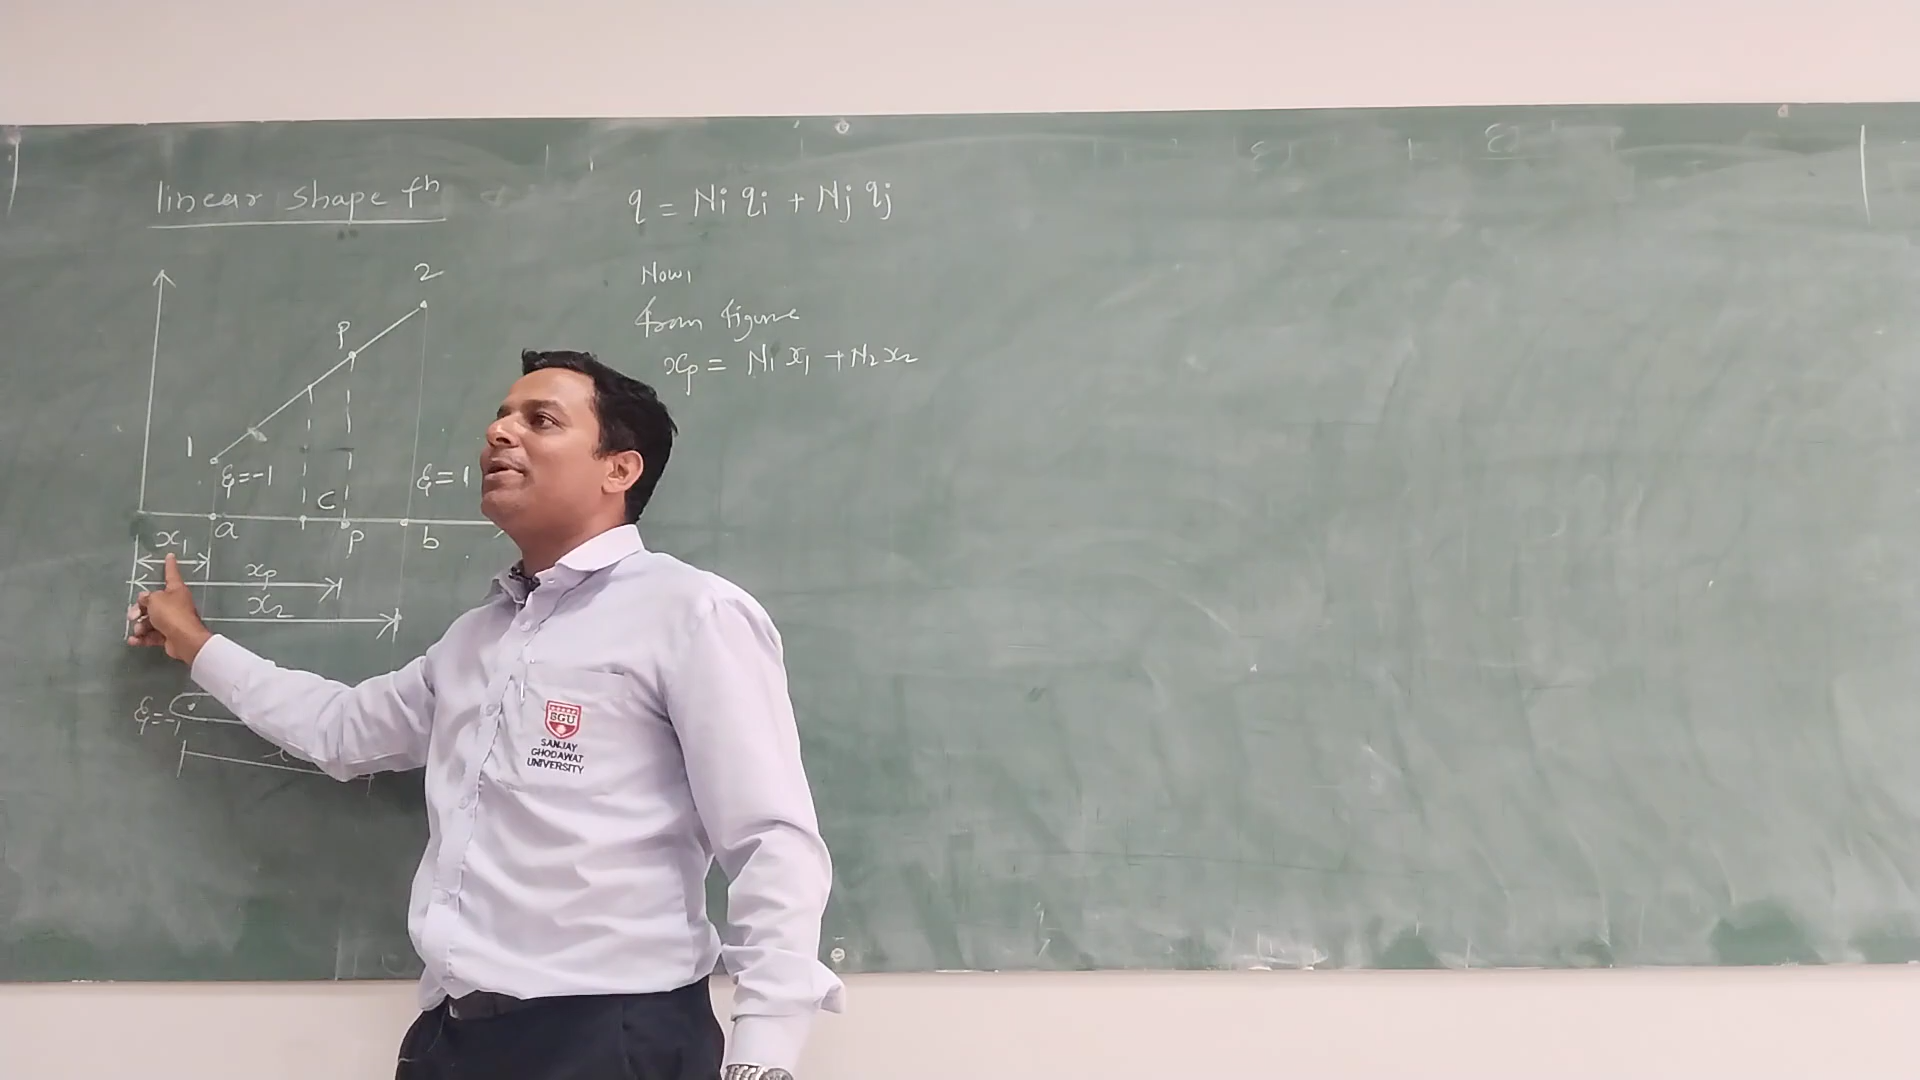 linear shape fn
q = Ni qi + Nj qj
Now,
from figure
xp = N1 x1 + N2 x2
2
P
1
ξ=-1
ξ=1
C
a
P
b
x1
xp
x2
ξ=-1
SGU
SANJAY
GHODAWAT
UNIVERSITY